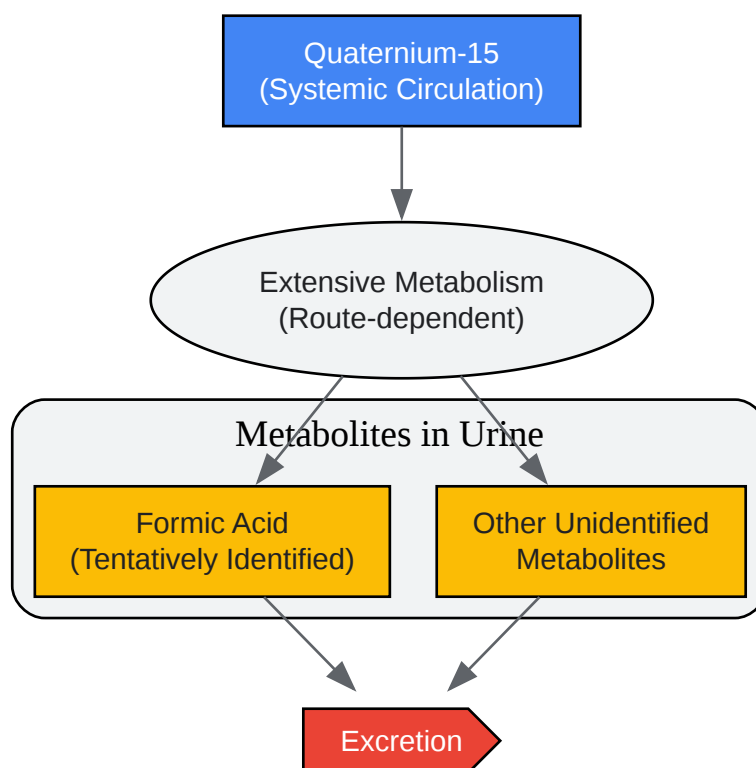 Quaternium-15
(Systemic Circulation)
Extensive Metabolism
(Route-dependent)
Metabolites in Urine
Formic Acid
(Tentatively Identified)
Other Unidentified
Metabolites
Excretion